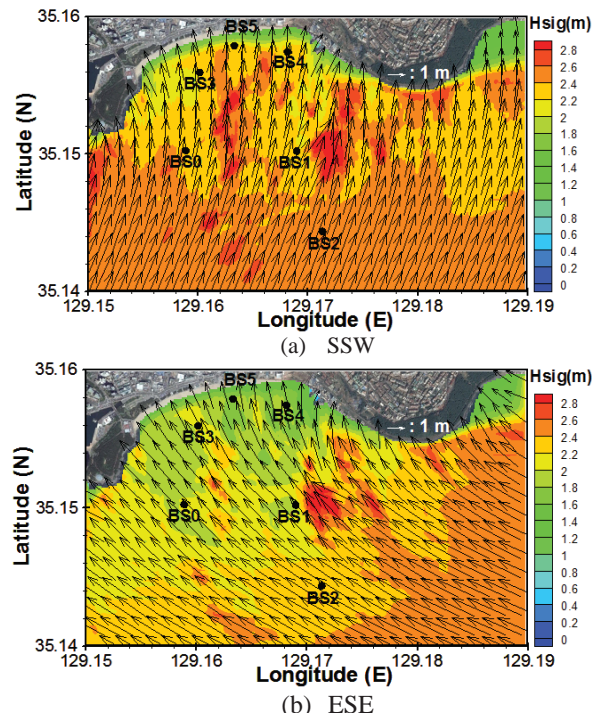 Hsig(m)
35.16
35.15
35.14
Latitude (N)
BS5
BS4
BS3
: 1 m
BS0
BS1
BS2
2.8
2.6
2.4
2.2
2
1.8
1.6
1.4
1.2
1
0.8
0.6
0.4
0.2
0
129.15 129.16 129.17 129.18 129.19
Longitude (E)
(a) SSW
Hsig(m)
35.16
35.15
35.14
Latitude (N)
BS5
BS4
BS3
: 1 m
BS0
BS1
BS2
2.8
2.6
2.4
2.2
2
1.8
1.6
1.4
1.2
1
0.8
0.6
0.4
0.2
0
129.15 129.16 129.17 129.18 129.19
Longitude (E)
(b) ESE